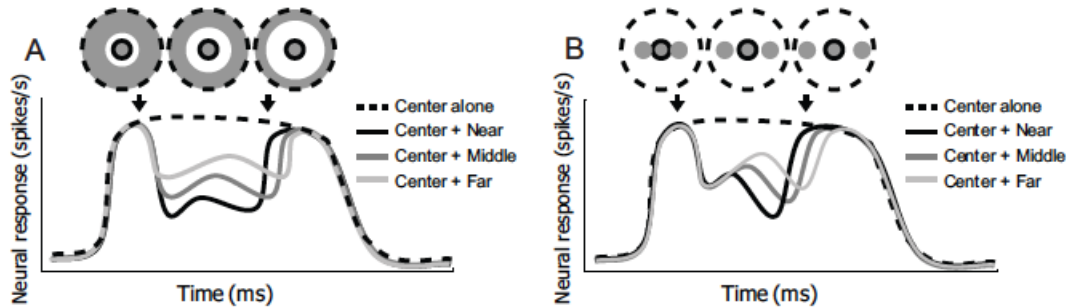 A
Neural response (spikes/s)
Center alone
Center + Near
Center + Middle
Center + Far
Time (ms)
B
Neural response (spikes/s)
Center alone
Center + Near
Center + Middle
Center + Far
Time (ms)